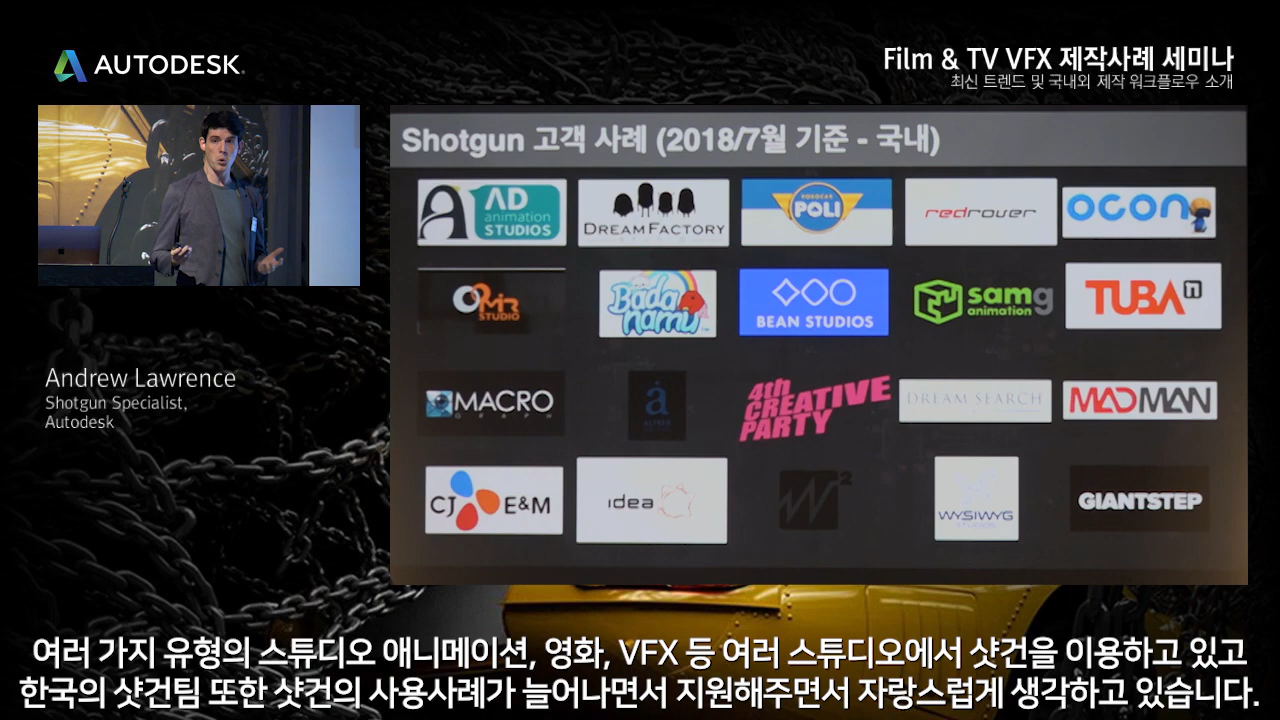 AUTODESK
Film & TV VFX 제작사례 세미나
최신 트렌드 및 국내외 제작 워크플로우 소개
Shotgun 고객 사례 (2018/7월 기준 - 국내)
AD animation STUDIOS
DREAMFACTORY
ROBOCAR POLI
redrover
OCON
STUDIO
Badanamu
BEAN STUDIOS
samg animation
TUBA n
MACRO GRAPH
4th CREATIVE PARTY
DREAM SEARCH
MADMAN
CJ E&M
idea
WYSIWYG STUDIOS
GIANTSTEP
Andrew Lawrence
Shotgun Specialist,
Autodesk
여러 가지 유형의 스튜디오 애니메이션, 영화, VFX 등 여러 스튜디오에서 샷건을 이용하고 있고
한국의 샷건팀 또한 샷건의 사용사례가 늘어나면서 지원해주면서 자랑스럽게 생각하고 있습니다.